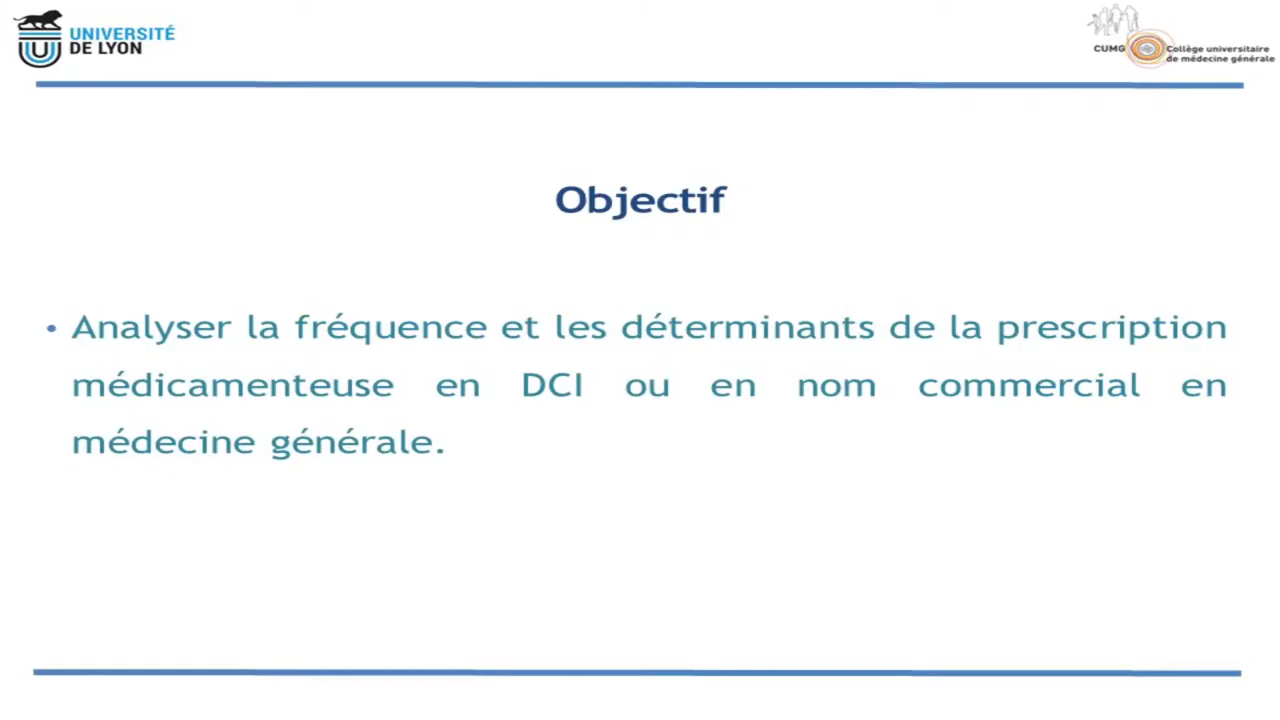 UNIVERSITÉ
DE LYON
CUMG
Collège universitaire
de médecine générale
Objectif
• Analyser la fréquence et les déterminants de la prescription
médicamenteuse en DCI ou en nom commercial en
médecine générale.